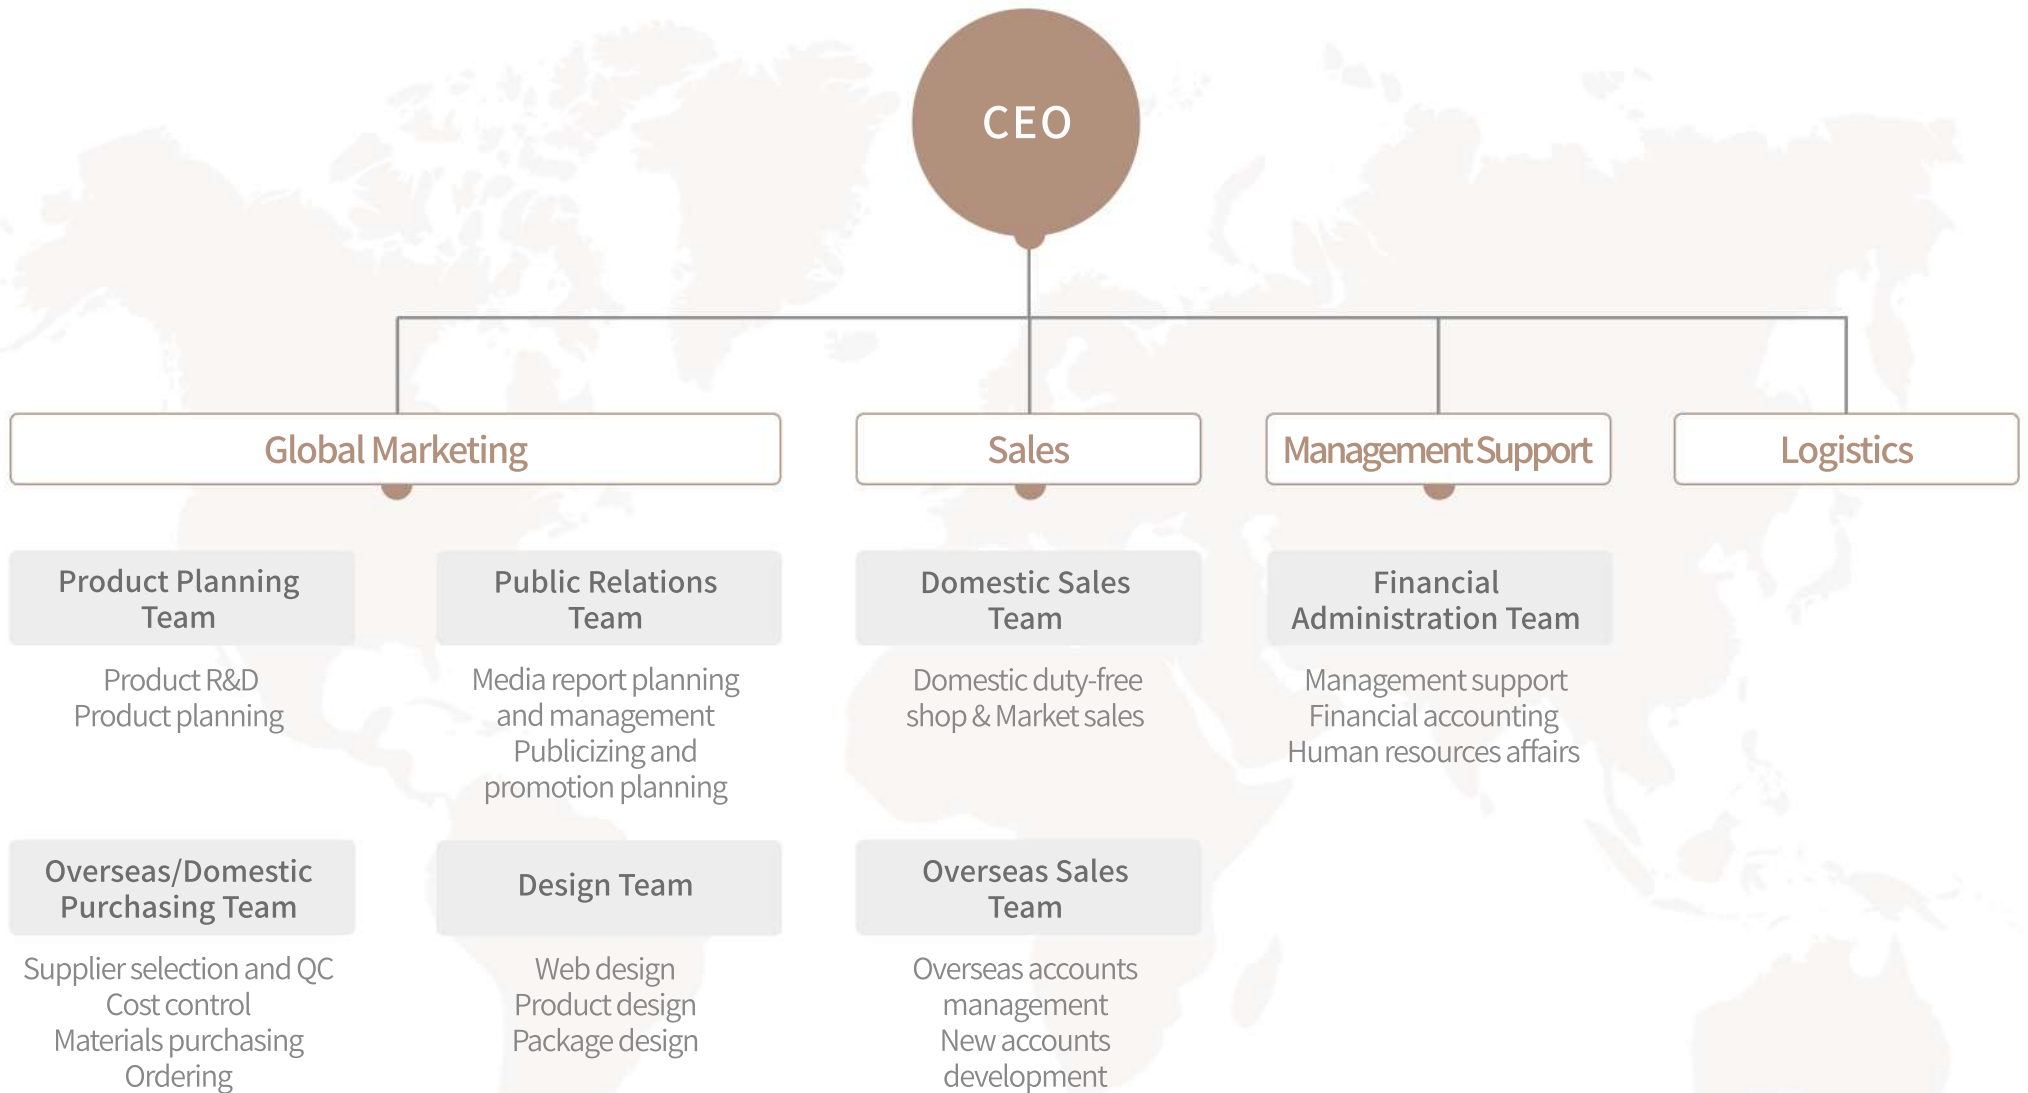 CEO
Global Marketing
Sales
Management Support
Logistics
Product Planning
Team
Product R&D
Product planning
Public Relations
Team
Media report planning
and management
Publicizing and
promotion planning
Domestic Sales
Team
Domestic duty-free
shop & Market sales
Financial
Administration Team
Management support
Financial accounting
Human resources affairs
Overseas/Domestic
Purchasing Team
Supplier selection and QC
Cost control
Materials purchasing
Ordering
Design Team
Web design
Product design
Package design
Overseas Sales
Team
Overseas accounts
management
New accounts
development